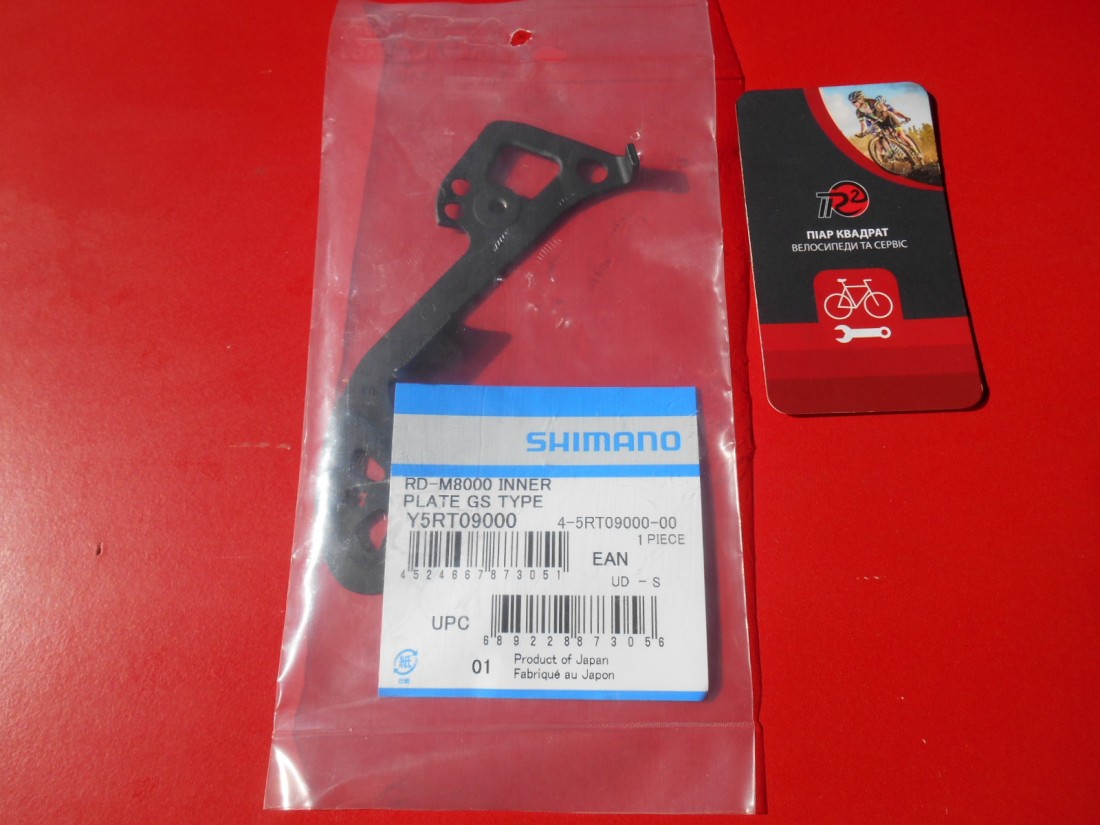 SHIMANO
RD-M8000 INNER
PLATE GS TYPE
Y5RT09000 4-5RT09000-00
1 PIECE
EAN
4524667873051
UD - S
UPC
689228873056
紙
01
Product of Japan
Fabriqué au Japon
ПІАР КВАДРАТ
ВЕЛОСИПЕДИ ТА СЕРВІС